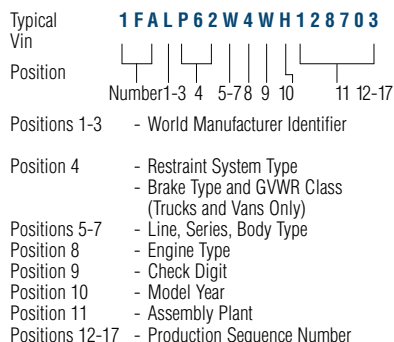 Typical Vin 1 F A L P 6 2 W 4 W H 1 2 8 7 0 3
Position Number 1-3 4 5-7 8 9 10 11 12-17
Positions 1-3 - World Manufacturer Identifier
Position 4 - Restraint System Type
- Brake Type and GVWR Class
(Trucks and Vans Only)
Positions 5-7 - Line, Series, Body Type
Position 8 - Engine Type
Position 9 - Check Digit
Position 10 - Model Year
Position 11 - Assembly Plant
Positions 12-17 - Production Sequence Number